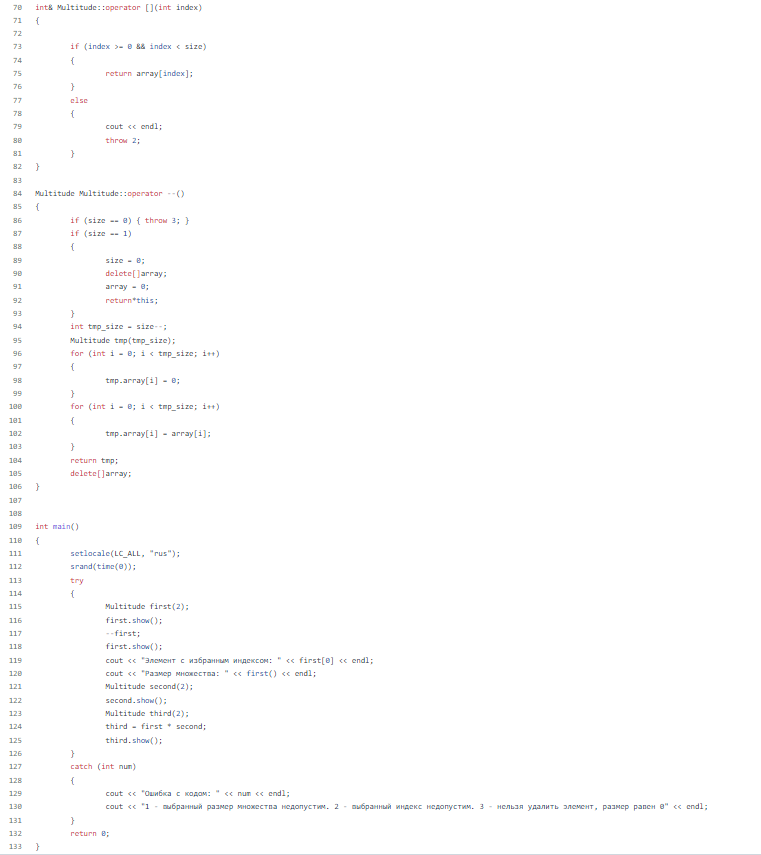 70 int& Multitude::operator [](int index)
71 {
72
73 if (index >= 0 && index < size)
74 {
75 return array[index];
76 }
77 else
78 {
79 cout << endl;
80 throw 2;
81 }
82 }
83
84 Multitude Multitude::operator --()
85 {
86 if (size == 0) { throw 3; }
87 if (size == 1)
88 {
89 size = 0;
90 delete[]array;
91 array = 0;
92 return*this;
93 }
94 int tmp_size = size--;
95 Multitude tmp(tmp_size);
96 for (int i = 0; i < tmp_size; i++)
97 {
98 tmp.array[i] = 0;
99 }
100 for (int i = 0; i < tmp_size; i++)
101 {
102 tmp.array[i] = array[i];
103 }
104 return tmp;
105 delete[]array;
106 }
107
108
109 int main()
110 {
111 setlocale(LC_ALL, "rus");
112 srand(time(0));
113 try
114 {
115 Multitude first(2);
116 first.show();
117 --first;
118 first.show();
119 cout << "Элемент с избранным индексом: " << first[0] << endl;
120 cout << "Размер множества: " << first() << endl;
121 Multitude second(2);
122 second.show();
123 Multitude third(2);
124 third = first * second;
125 third.show();
126 }
127 catch (int num)
128 {
129 cout << "Ошибка с кодом: " << num << endl;
130 cout << "1 - выбранный размер множества недопустим. 2 - выбранный индекс недопустим. 3 - нельзя удалить элемент, размер равен 0" << endl;
131 }
132 return 0;
133 }